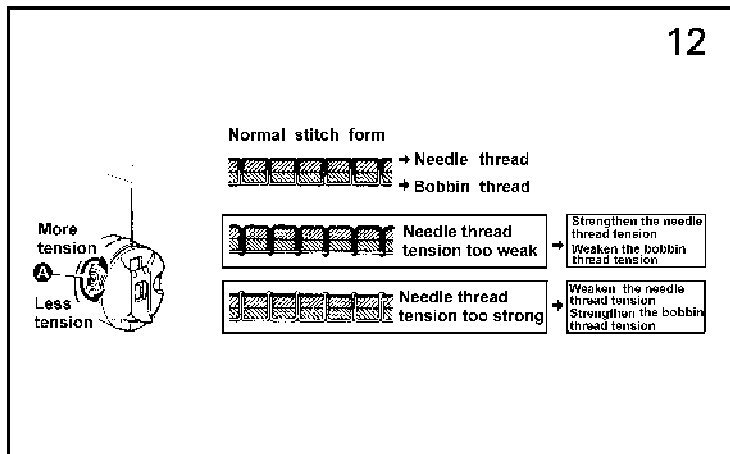 12
Normal stitch form
Needle thread
Bobbin thread
More
tension
A
Less
tension
Needle thread
tension too weak
Strengthen the needle
thread tension
Weaken the bobbin
thread tension
Needle thread
tension too strong
Weaken the needle
thread tension
Strengthen the bobbin
thread tension